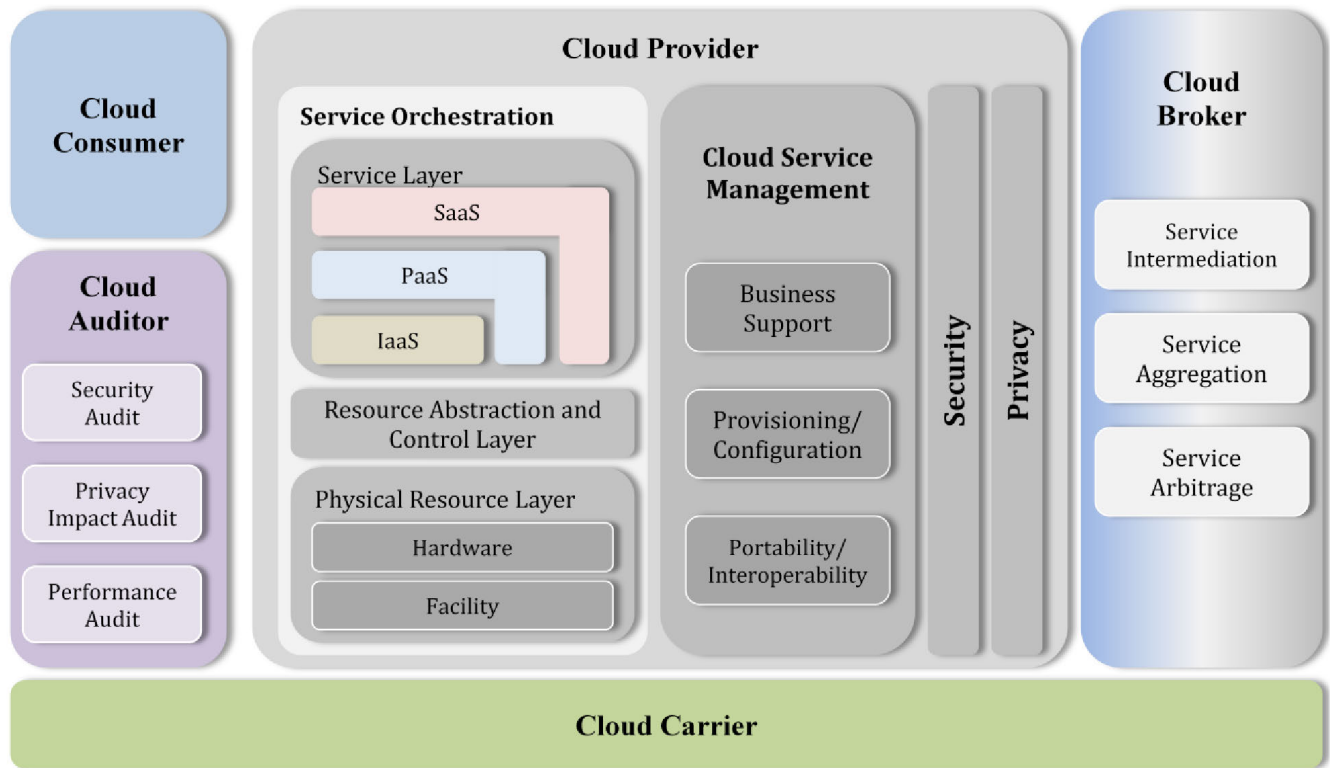 Cloud
Consumer
Cloud
Auditor
Security
Audit
Privacy
Impact Audit
Performance
Audit
Cloud Provider
Service Orchestration
Service Layer
SaaS
PaaS
IaaS
Resource Abstraction and
Control Layer
Physical Resource Layer
Hardware
Facility
Cloud Service
Management
Business
Support
Provisioning/
Configuration
Portability/
Interoperability
Security
Privacy
Cloud
Broker
Service
Intermediation
Service
Aggregation
Service
Arbitrage
Cloud Carrier